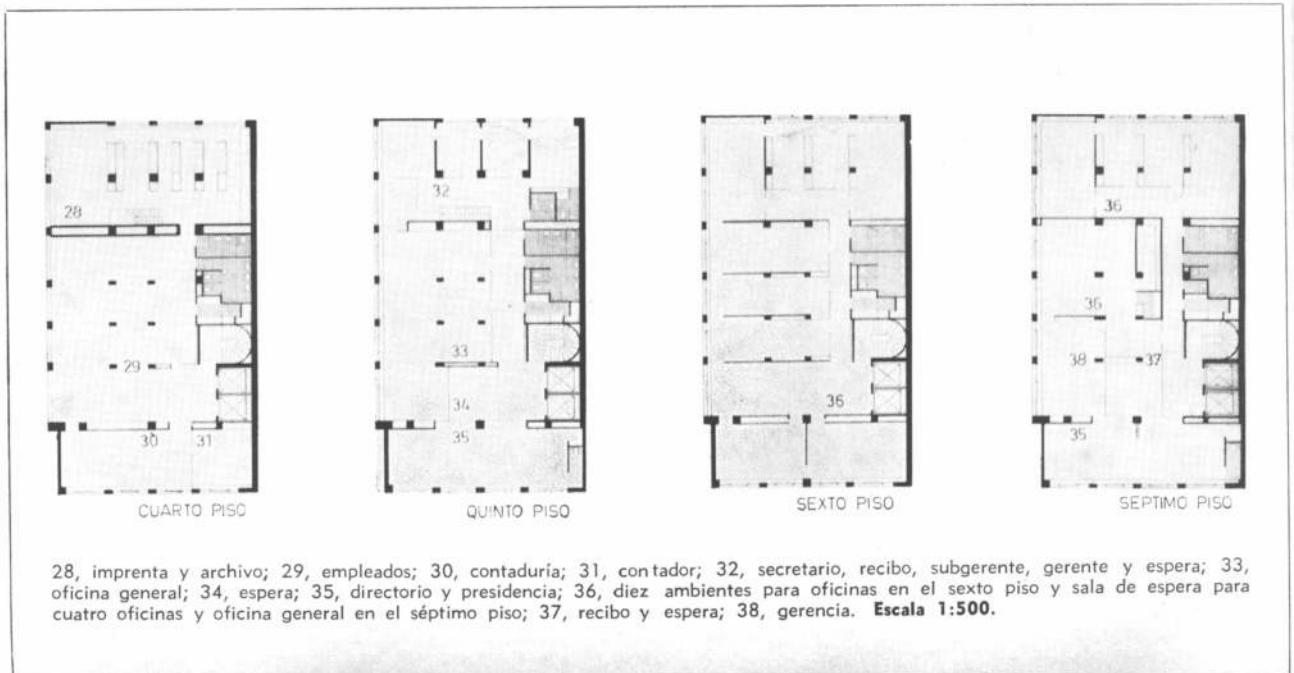 28
29
30 31
CUARTO PISO
32
33
34
35
QUINTO PISO
36
SEXTO PISO
36
36
38 37
35
SEPTIMO PISO
28, imprenta y archivo; 29, empleados; 30, contaduría; 31, contador; 32, secretario, recibo, subgerente, gerente y espera; 33,
oficina general; 34, espera; 35, directorio y presidencia; 36, diez ambientes para oficinas en el sexto piso y sala de espera para
cuatro oficinas y oficina general en el séptimo piso; 37, recibo y espera; 38, gerencia. Escala 1:500.